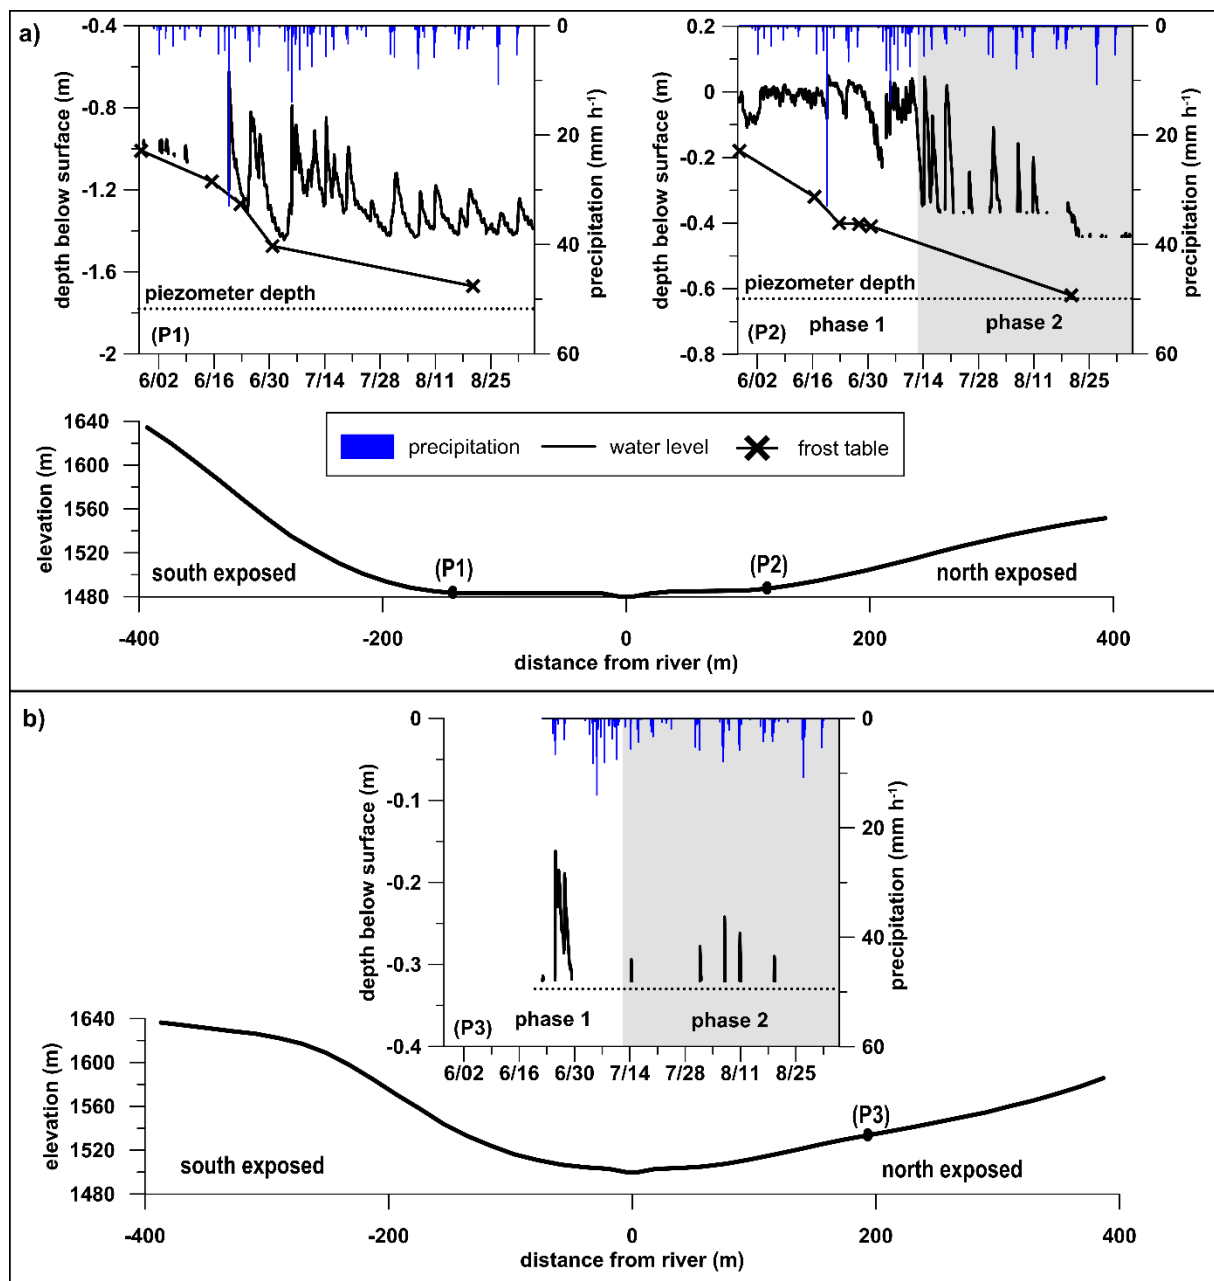 a)
-0.4
-0.8
-1.2
-1.6
-2
depth below surface (m)
0
20
40
60
precipitation (mm h⁻¹)
piezometer depth
(P1)
6/02 6/16 6/30 7/14 7/28 8/11 8/25
0.2
0
-0.2
-0.4
-0.6
-0.8
depth below surface (m)
0
20
40
60
precipitation (mm h⁻¹)
piezometer depth
(P2) phase 1 phase 2
6/02 6/16 6/30 7/14 7/28 8/11 8/25
precipitation water level frost table
1640
1600
1560
1520
1480
elevation (m)
south exposed
(P1)
(P2)
north exposed
-400 -200 0 200 400
distance from river (m)
b)
0
-0.1
-0.2
-0.3
-0.4
depth below surface (m)
0
20
40
60
precipitation (mm h⁻¹)
(P3) phase 1 phase 2
6/02 6/16 6/30 7/14 7/28 8/11 8/25
1640
1600
1560
1520
1480
elevation (m)
south exposed
(P3)
north exposed
-400 -200 0 200 400
distance from river (m)